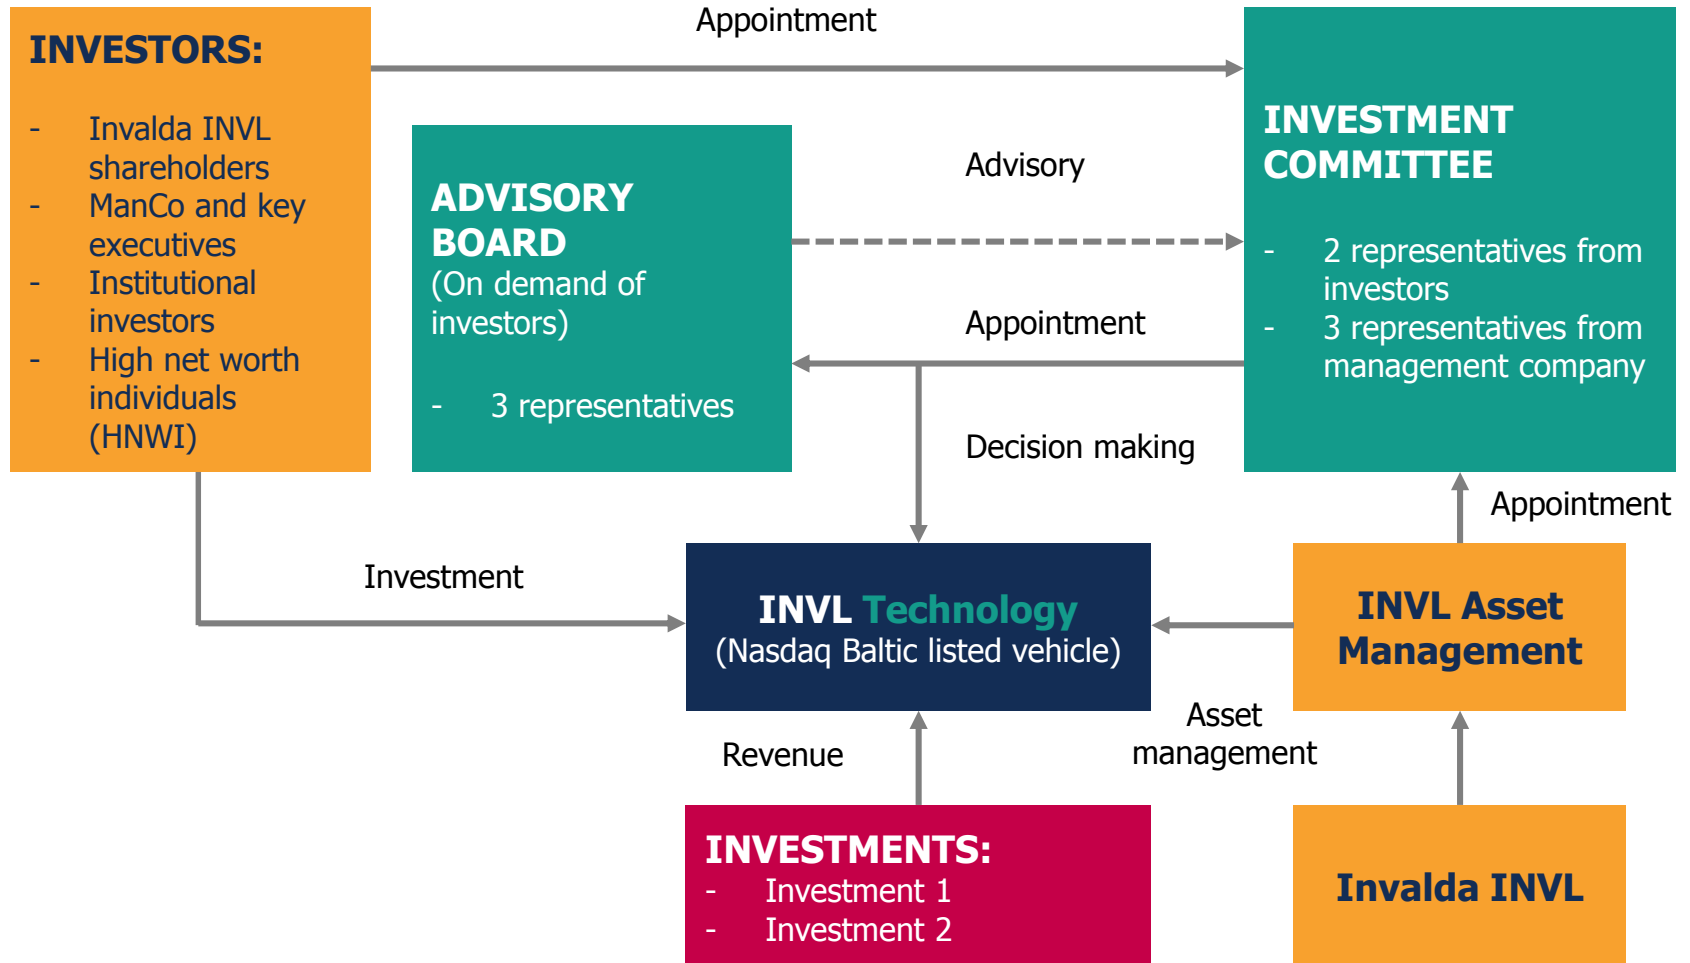 Appointment
INVESTORS:
- Invalda INVL
shareholders
- ManCo and key
executives
- Institutional
investors
- High net worth
individuals
(HNWI)
ADVISORY
BOARD
(On demand of
investors)
- 3 representatives
Advisory
Appointment
Decision making
INVESTMENT
COMMITTEE
- 2 representatives from
investors
- 3 representatives from
management company
Appointment
Investment
INVL Technology
(Nasdaq Baltic listed vehicle)
INVL Asset
Management
Revenue
Asset
management
INVESTMENTS:
- Investment 1
- Investment 2
Invalda INVL